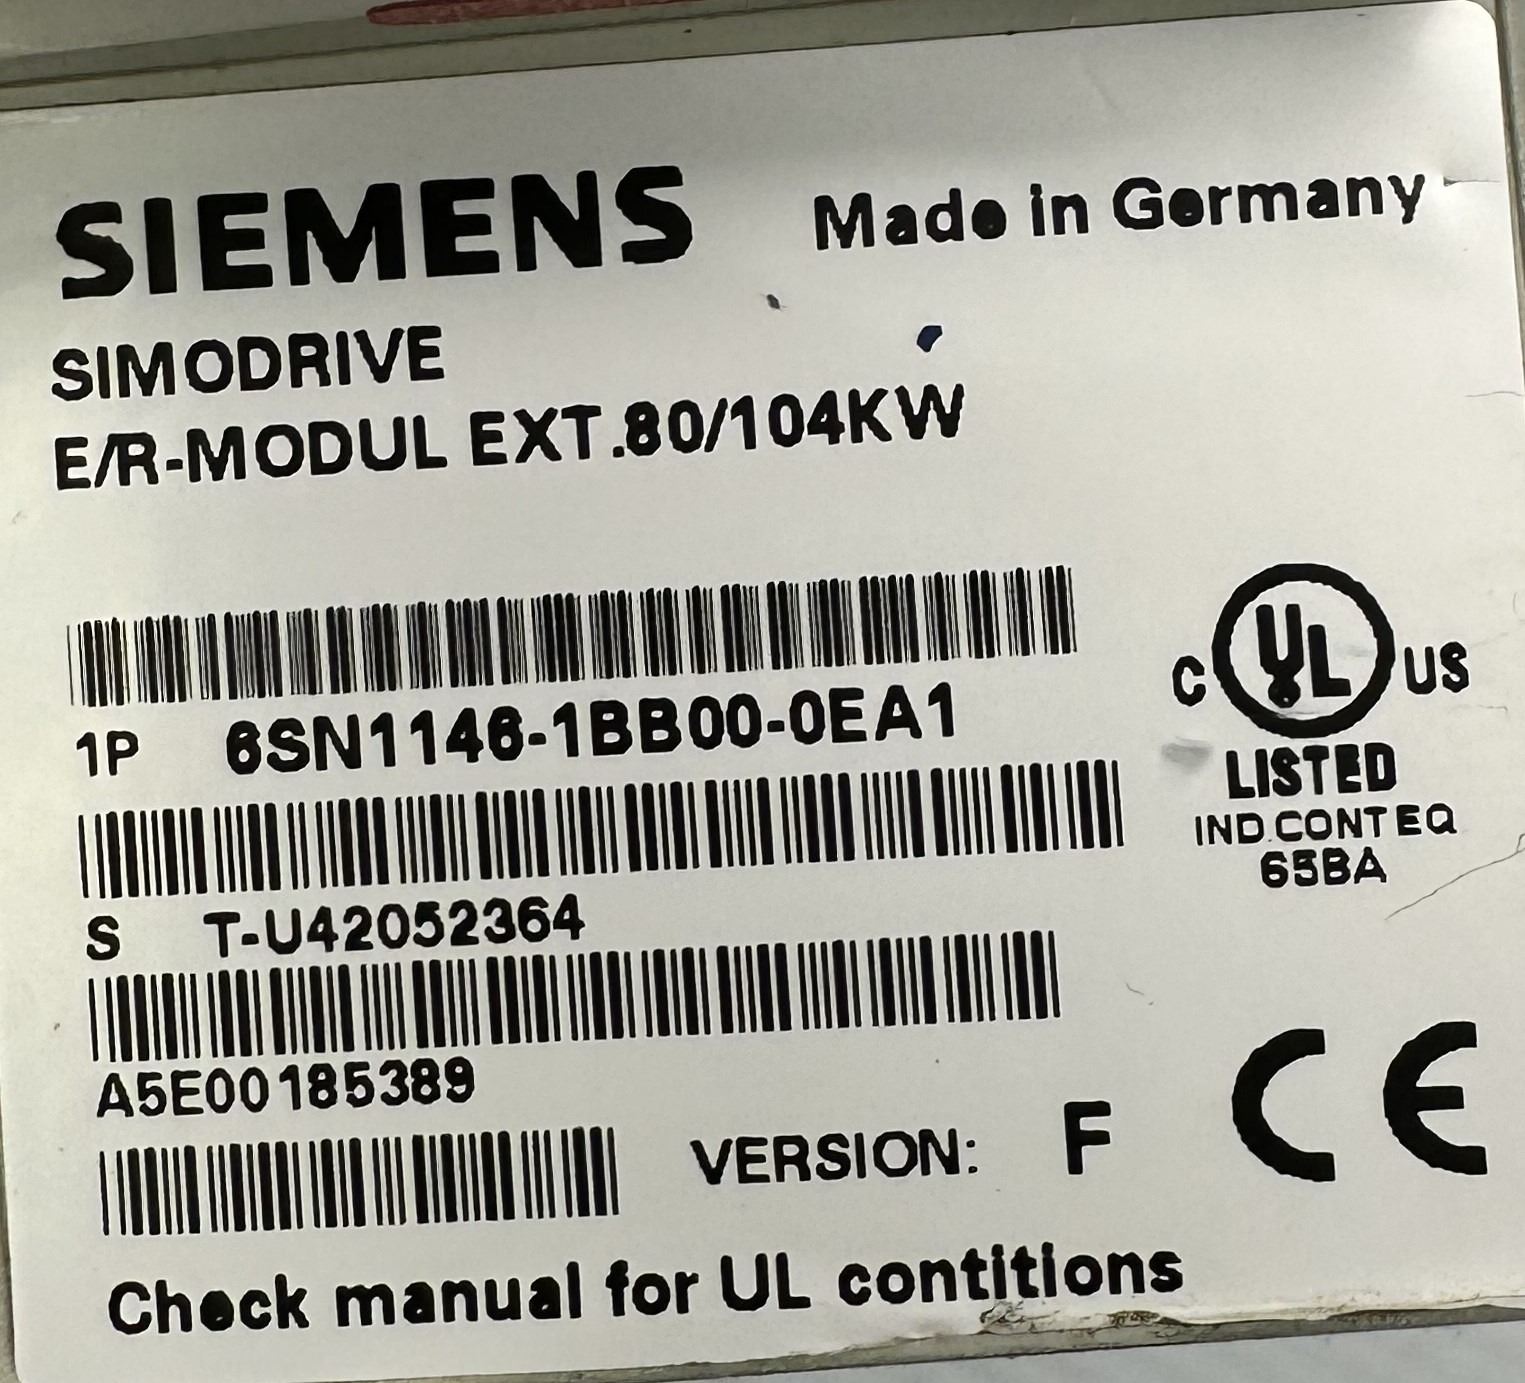 SIEMENS Made in Germany
SIMODRIVE
E/R-MODUL EXT.80/104KW
1P 6SN1146-1BB00-0EA1
C UL US
LISTED
IND.CONT EQ
65BA
S T-U42052364
A5E00185389
VERSION: F
CE
Check manual for UL contitions